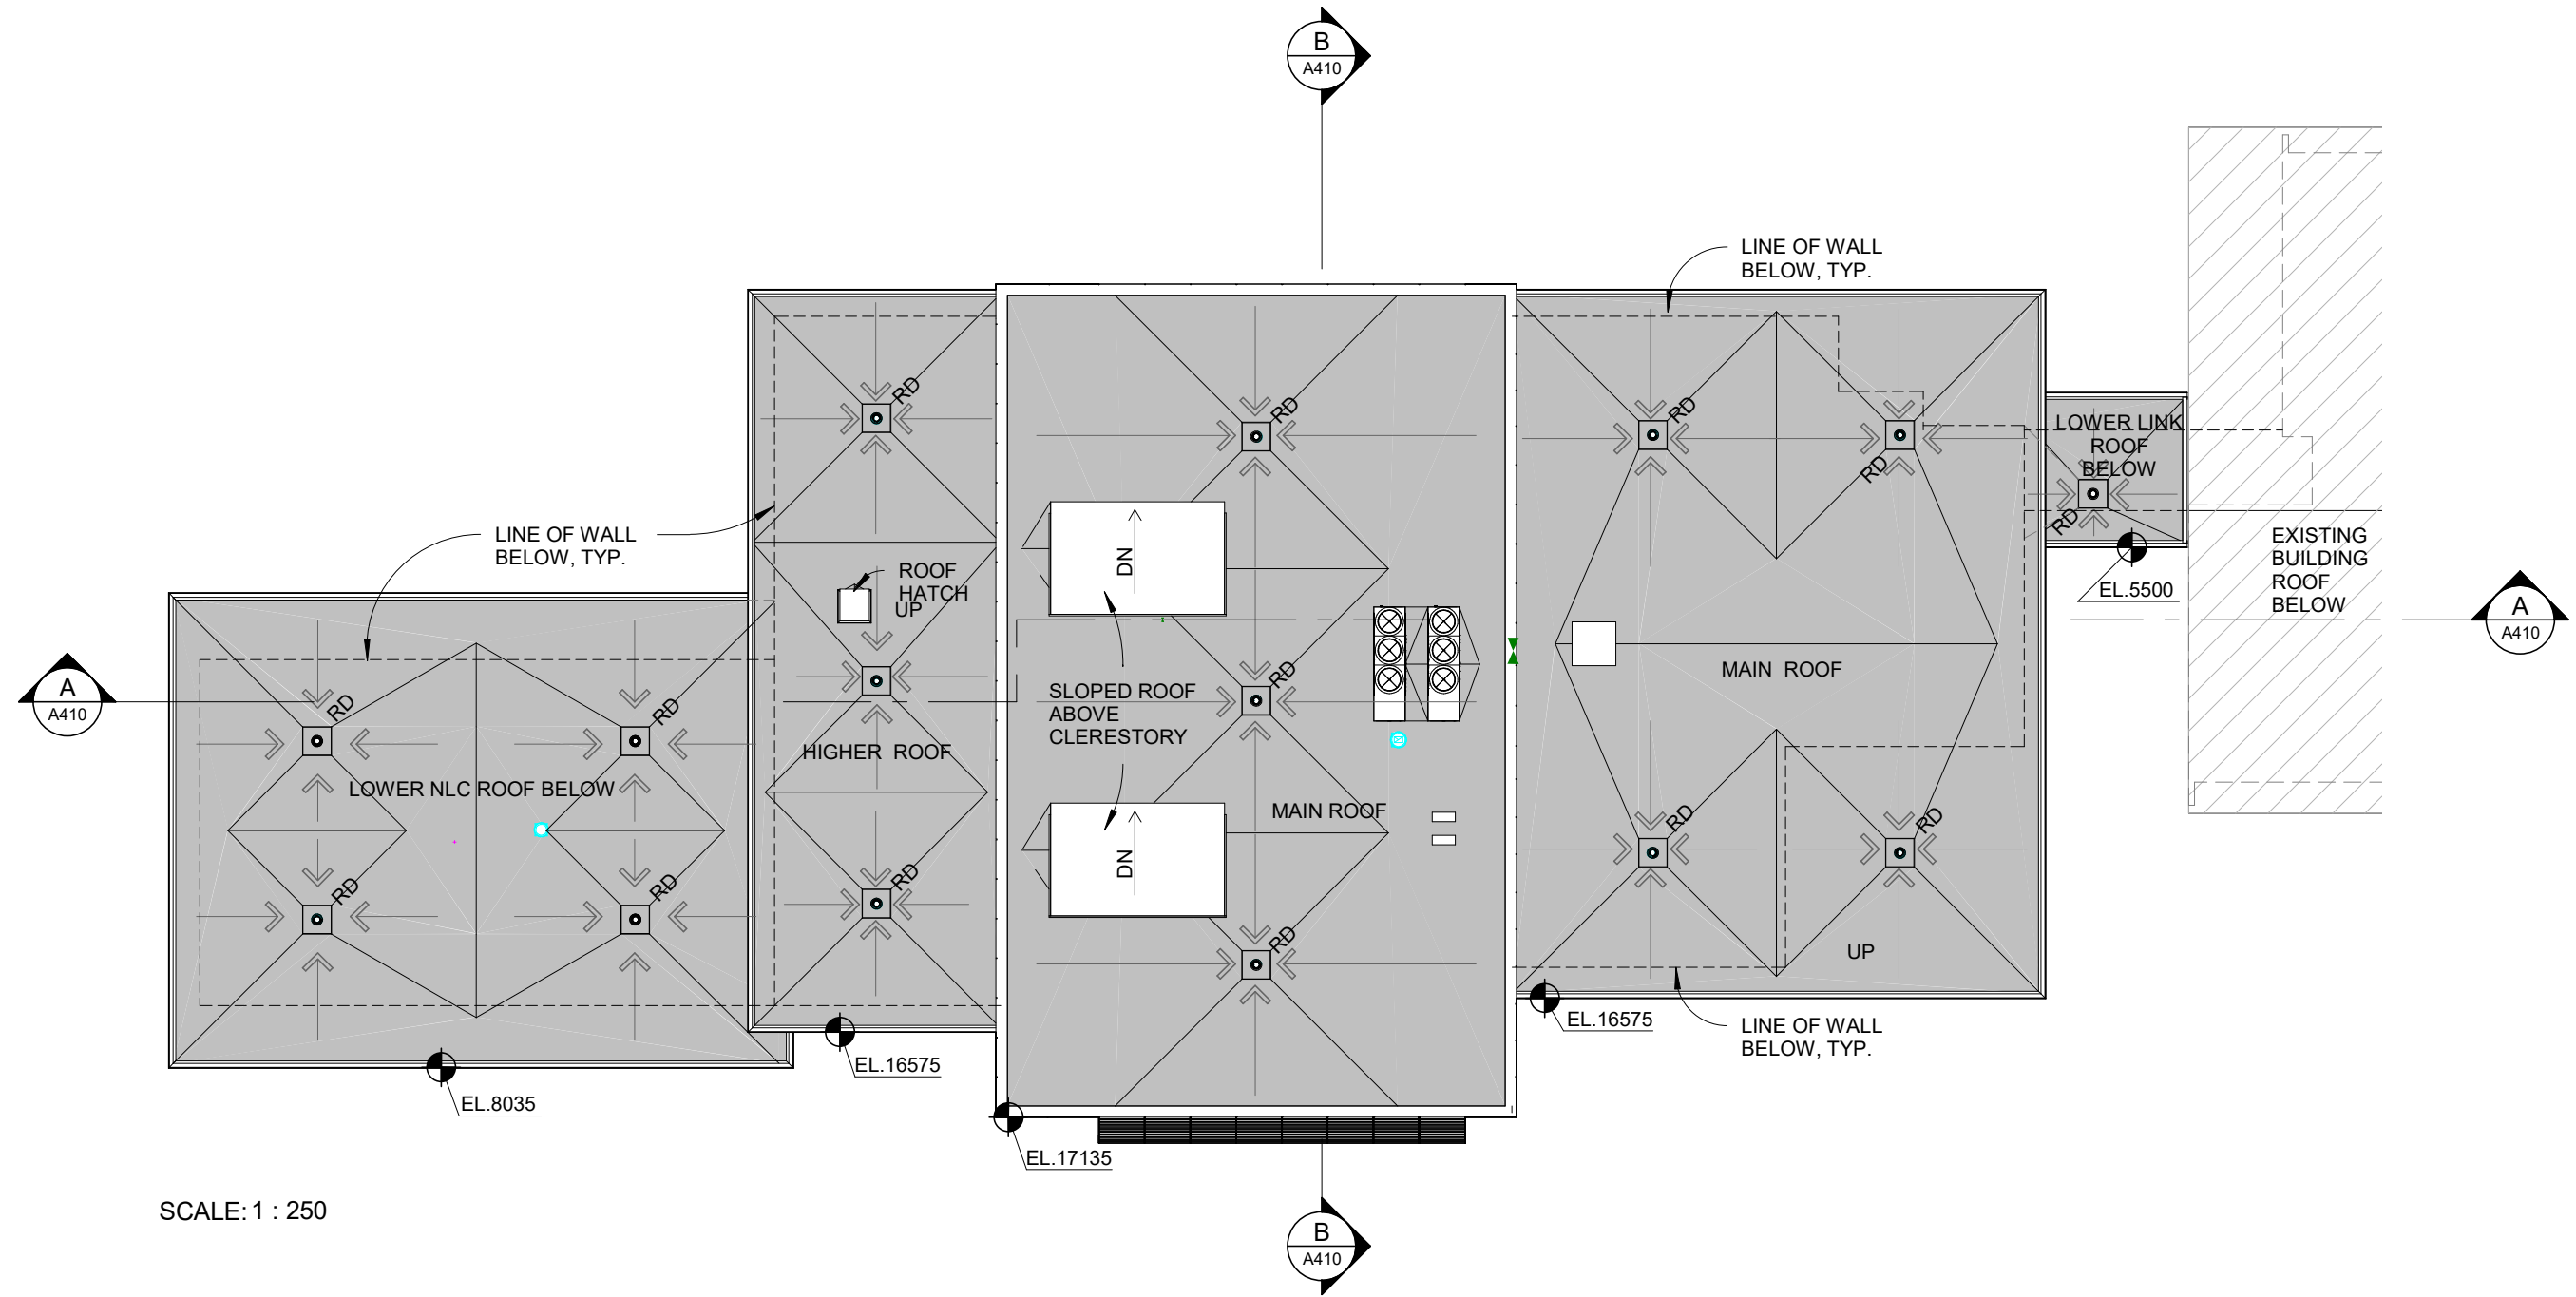 B
A410
LINE OF WALL
BELOW, TYP.
RD
RD
RD
RD
LOWER LINK
ROOF
BELOW
RD
RD
EXISTING
BUILDING
ROOF
BELOW
EL.5500
LINE OF WALL
BELOW, TYP.
ROOF
HATCH
UP
DN
A
A410
A
A410
MAIN  ROOF
SLOPED ROOF
ABOVE
CLERESTORY
RD
RD
RD
HIGHER  ROOF
LOWER NLC ROOF BELOW
MAIN ROOF
RD
RD
DN
RD
RD
RD
RD
UP
EL.16575
LINE OF WALL
BELOW, TYP.
EL.16575
EL.8035
EL.17135
SCALE: 1 : 250
B
A410